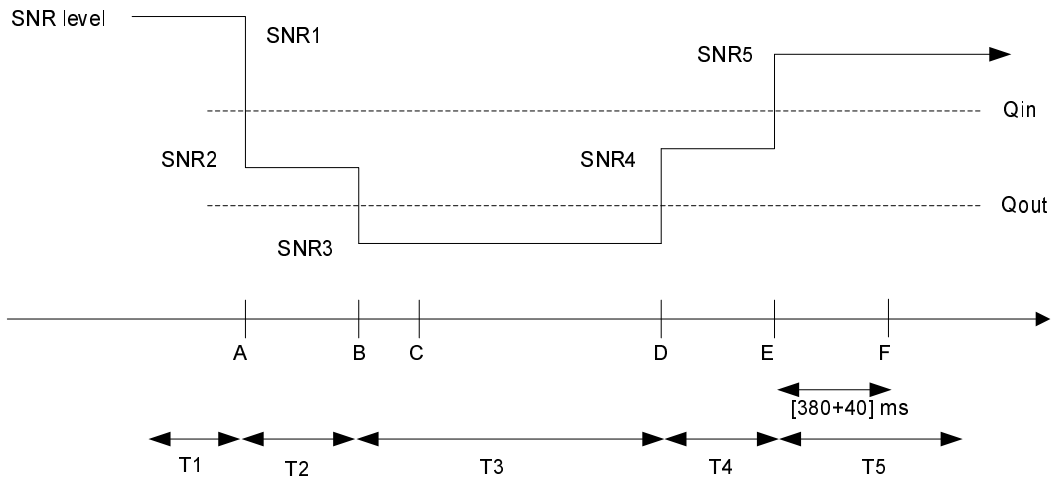 SNR level
SNR1
SNR5
Qin
SNR2
SNR4
Qout
SNR3
A B C D E F
[380+40] ms
T1 T2 T3 T4 T5